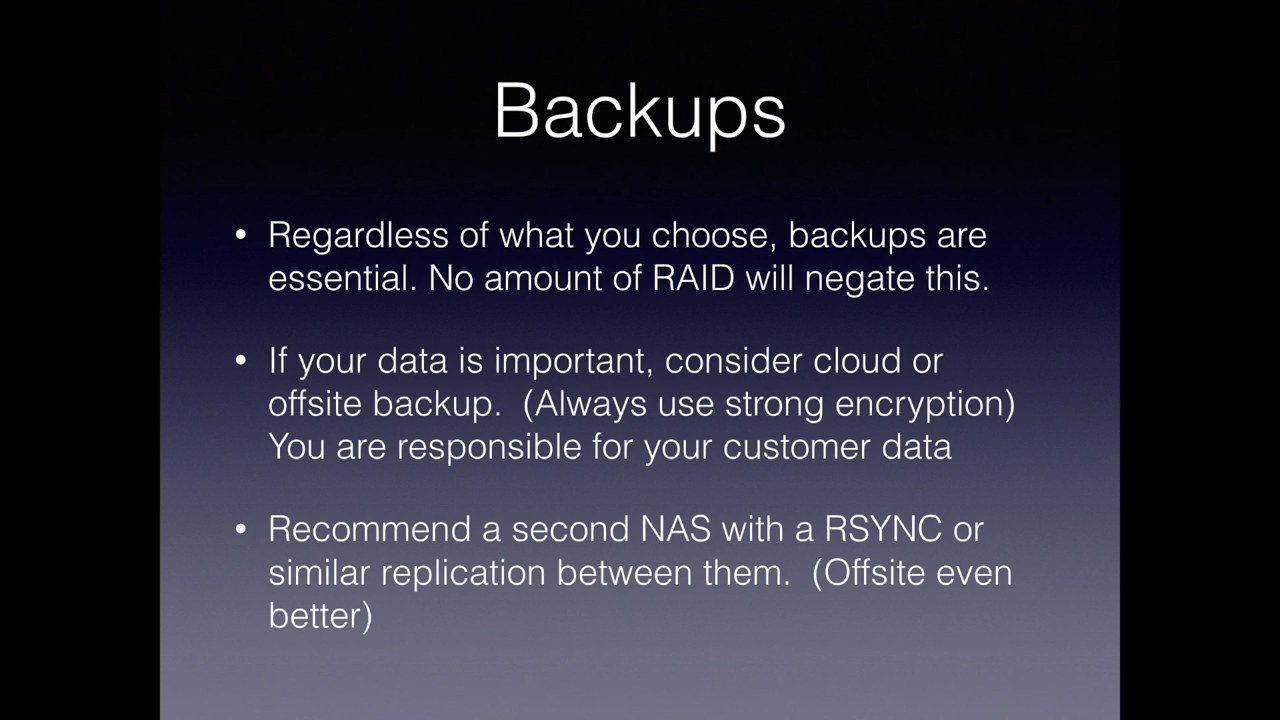 Backups
• Regardless of what you choose, backups are
essential. No amount of RAID will negate this.
• If your data is important, consider cloud or
offsite backup.  (Always use strong encryption)
You are responsible for your customer data
• Recommend a second NAS with a RSYNC or
similar replication between them.  (Offsite even
better)